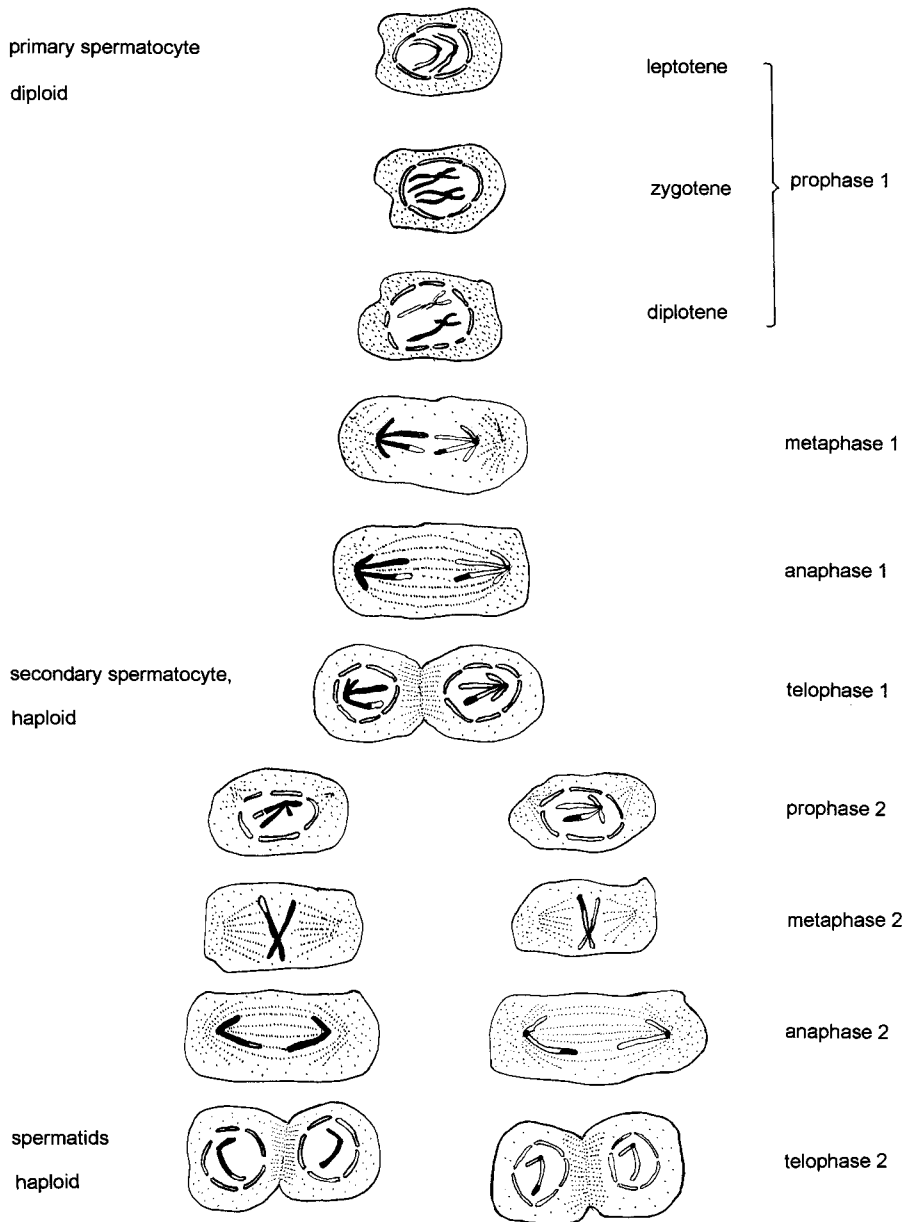 primary spermatocyte
diploid
leptotene
zygotene
prophase 1
diplotene
metaphase 1
anaphase 1
secondary spermatocyte,
haploid
telophase 1
prophase 2
metaphase 2
anaphase 2
spermatids
haploid
telophase 2